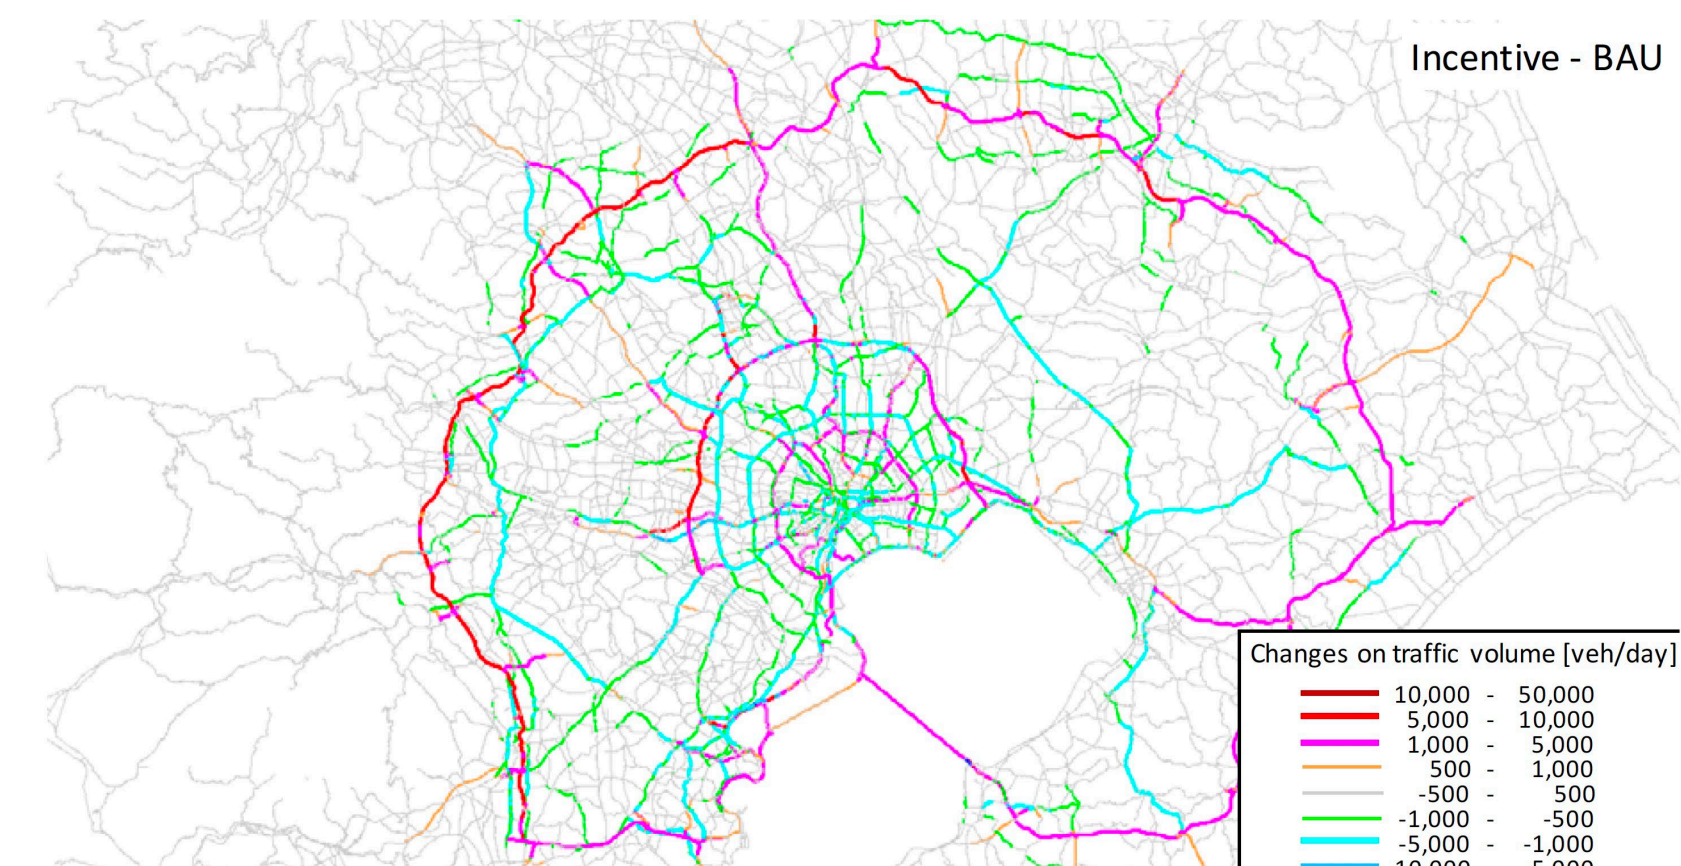 Incentive - BAU
Changes on traffic volume [veh/day]
10,000 - 50,000
5,000 - 10,000
1,000 - 5,000
500 - 1,000
-500 - 500
-1,000 - -500
-5,000 - -1,000